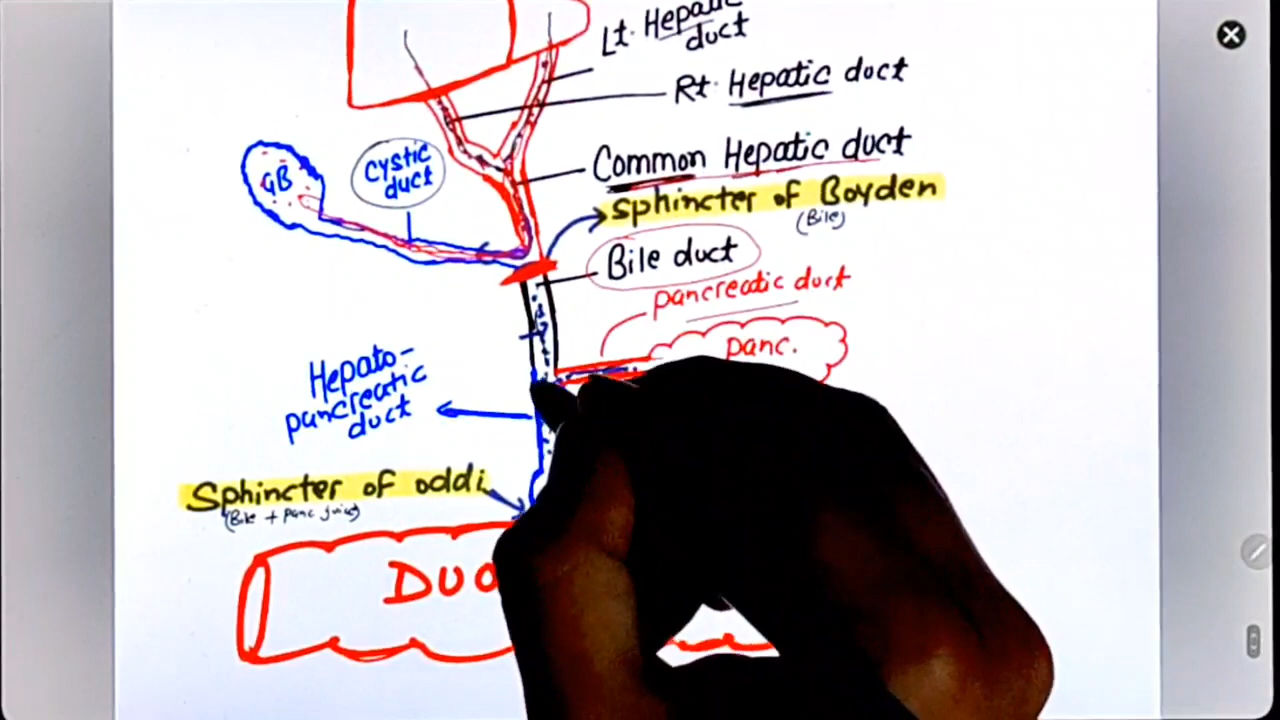 Lt. Hepatic
duct
Rt. Hepatic duct
Common Hepatic duct
Sphincter of Boyden
(Bile)
Cystic
duct
GB
Bile duct
pancreatic duct
panc.
Hepato-
pancreatic
duct
Sphincter of oddi
(Bile + panc juice)
DUO